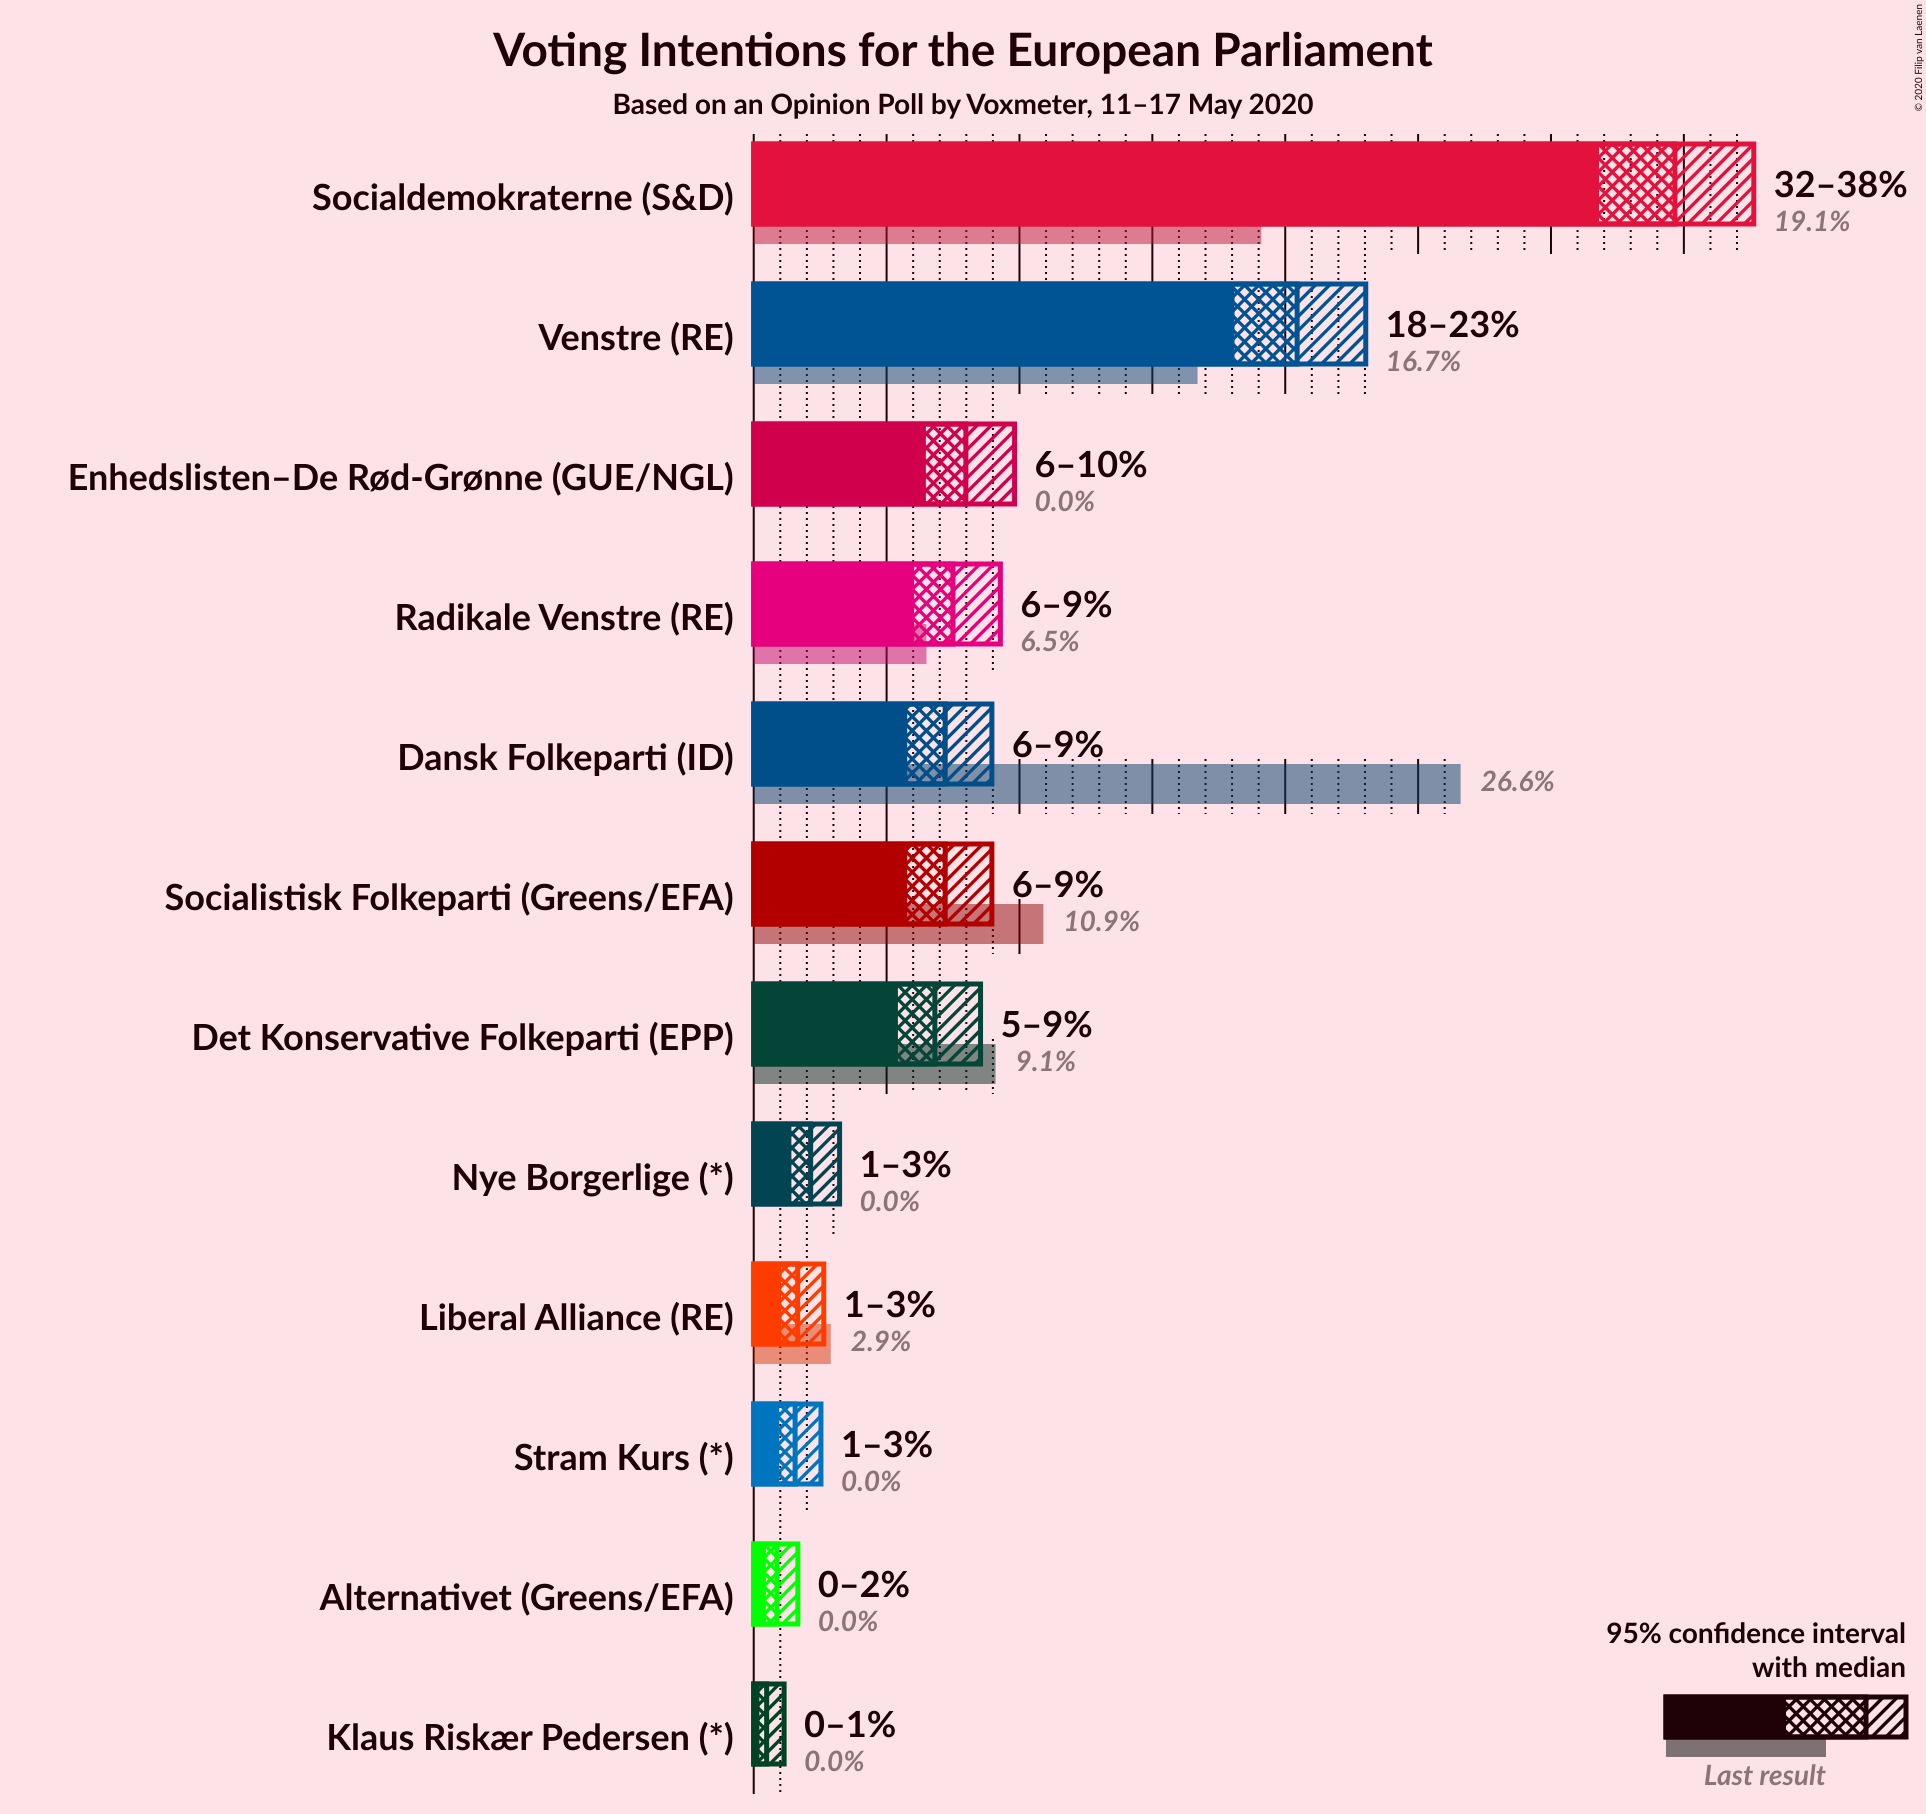 Voting Intentions for the European Parliament
Based on an Opinion Poll by Voxmeter, 11–17 May 2020
© 2020 Filip van Laenen
Socialdemokraterne (S&D)
32–38%
19.1%
Venstre (RE)
18–23%
16.7%
Enhedslisten–De Rød-Grønne (GUE/NGL)
6–10%
0.0%
Radikale Venstre (RE)
6–9%
6.5%
Dansk Folkeparti (ID)
6–9%
26.6%
Socialistisk Folkeparti (Greens/EFA)
6–9%
10.9%
Det Konservative Folkeparti (EPP)
5–9%
9.1%
Nye Borgerlige (*)
1–3%
0.0%
Liberal Alliance (RE)
1–3%
2.9%
Stram Kurs (*)
1–3%
0.0%
Alternativet (Greens/EFA)
0–2%
0.0%
Klaus Riskær Pedersen (*)
0–1%
0.0%
95% confidence interval
with median
Last result